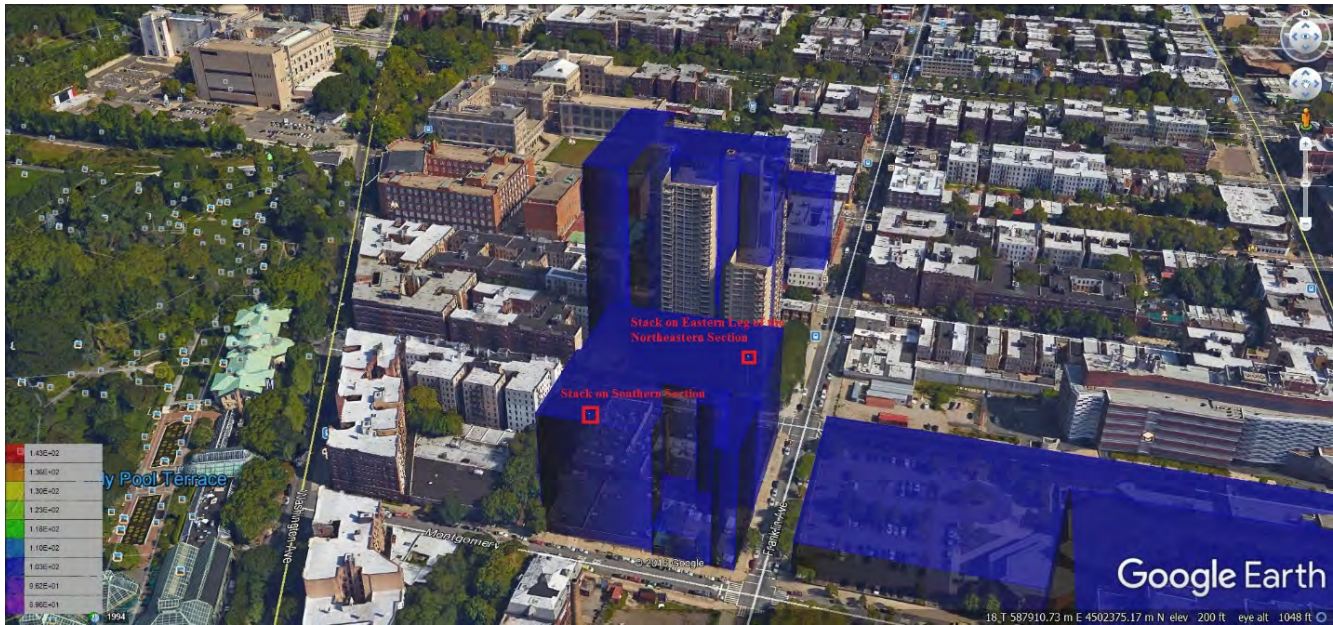 N
Stack on Eastern Leg of the
Northeastern Section
Stack on Southern Section
ly Pool Terrace
Washington Ave
Montgomery
Franklin Ave
© 2016 Google
1.43E+02
1.36E+02
1.30E+02
1.23E+02
1.16E+02
1.10E+02
1.03E+02
9.62E+01
8.96E+01
1994
Google Earth
18 T 587910.73 m E 4502375.17 m N elev 200 ft eye alt 1048 ft